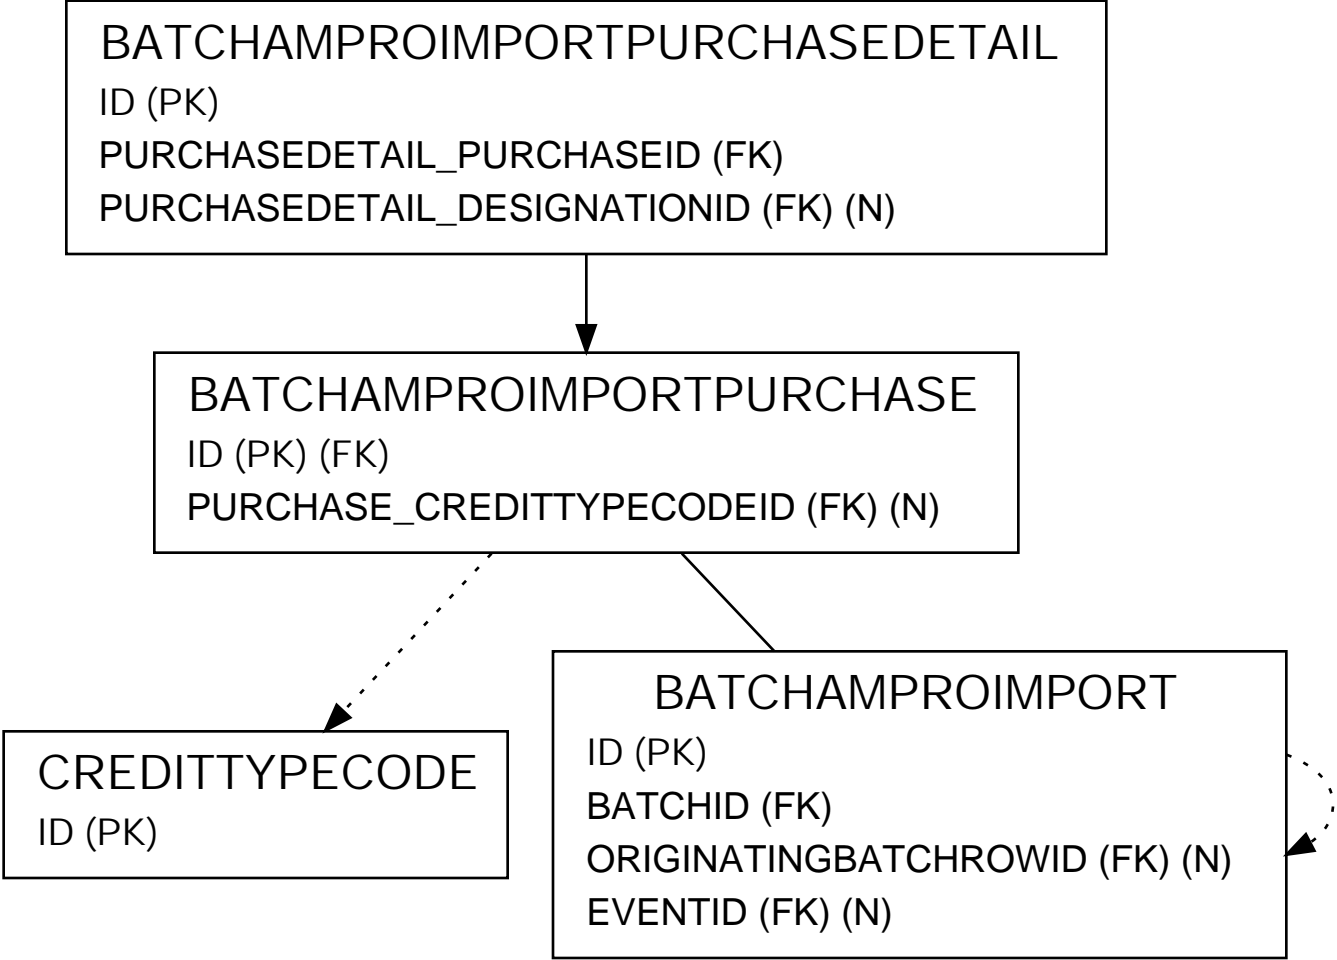 BATCHAMPROIMPORTPURCHASEDETAIL
ID (PK)
PURCHASEDETAIL_PURCHASEID (FK)
PURCHASEDETAIL_DESIGNATIONID (FK) (N)
BATCHAMPROIMPORTPURCHASE
ID (PK) (FK)
PURCHASE_CREDITTYPECODEID (FK) (N)
CREDITTYPECODE
ID (PK)
BATCHAMPROIMPORT
ID (PK)
BATCHID (FK)
ORIGINATINGBATCHROWID (FK) (N)
EVENTID (FK) (N)